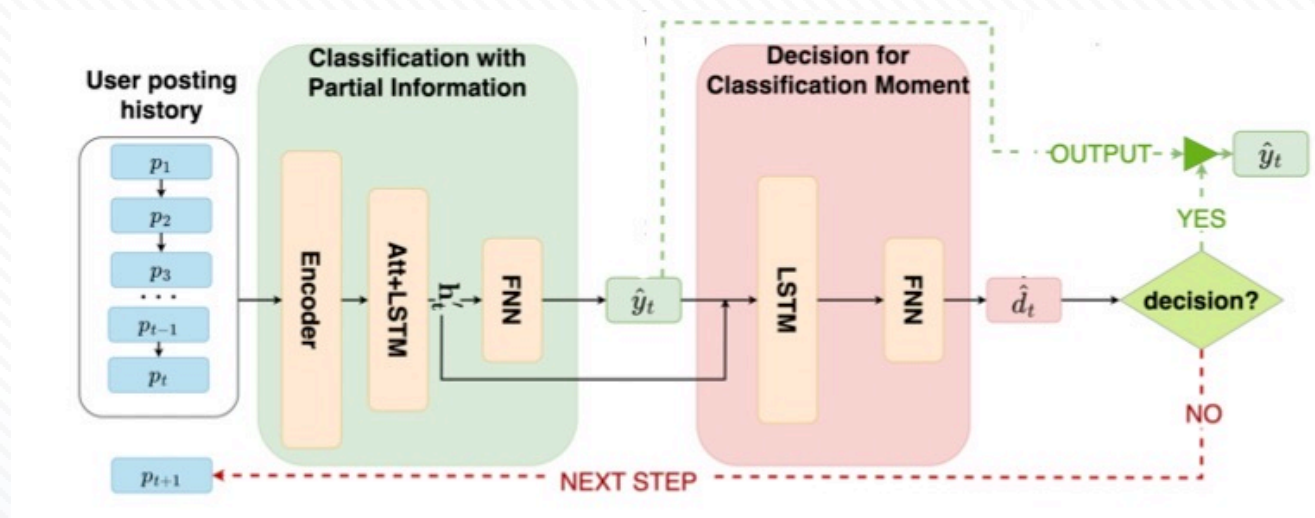 User posting
history
p₁
p₂
p₃
...
pₜ₋₁
pₜ
pₜ₊₁
Classification with
Partial Information
Encoder
Att+LSTM
h'ₜ
FNN
ŷₜ
Decision for
Classification Moment
LSTM
FNN
d̂ₜ
decision?
YES
OUTPUT
ŷₜ
NO
NEXT STEP